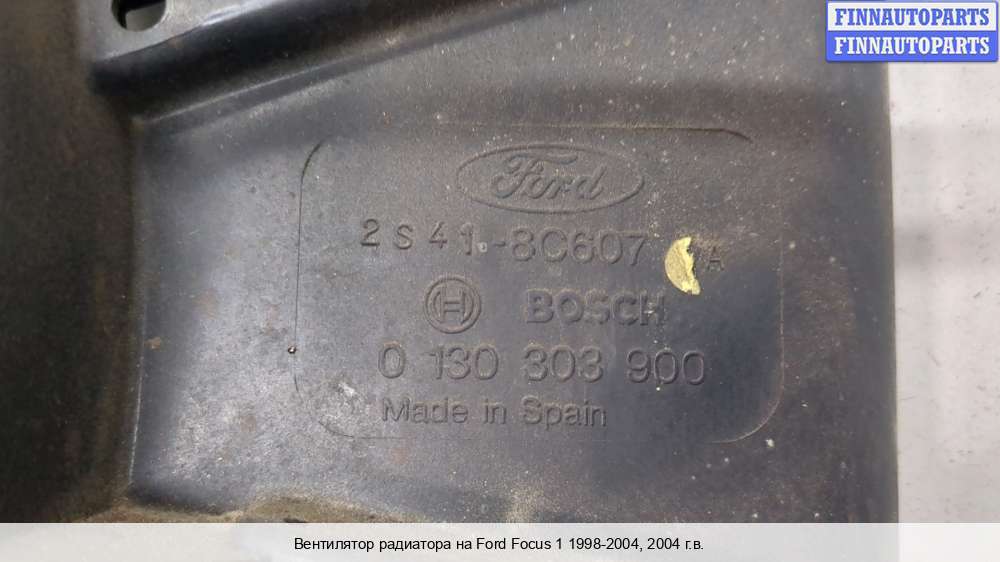 FINNAUTOPARTS
FINNAUTOPARTS
Ford
2S41-8C607
BOSCH
0 130 303 900
Made in Spain
Вентилятор радиатора на Ford Focus 1 1998-2004, 2004 г.в.